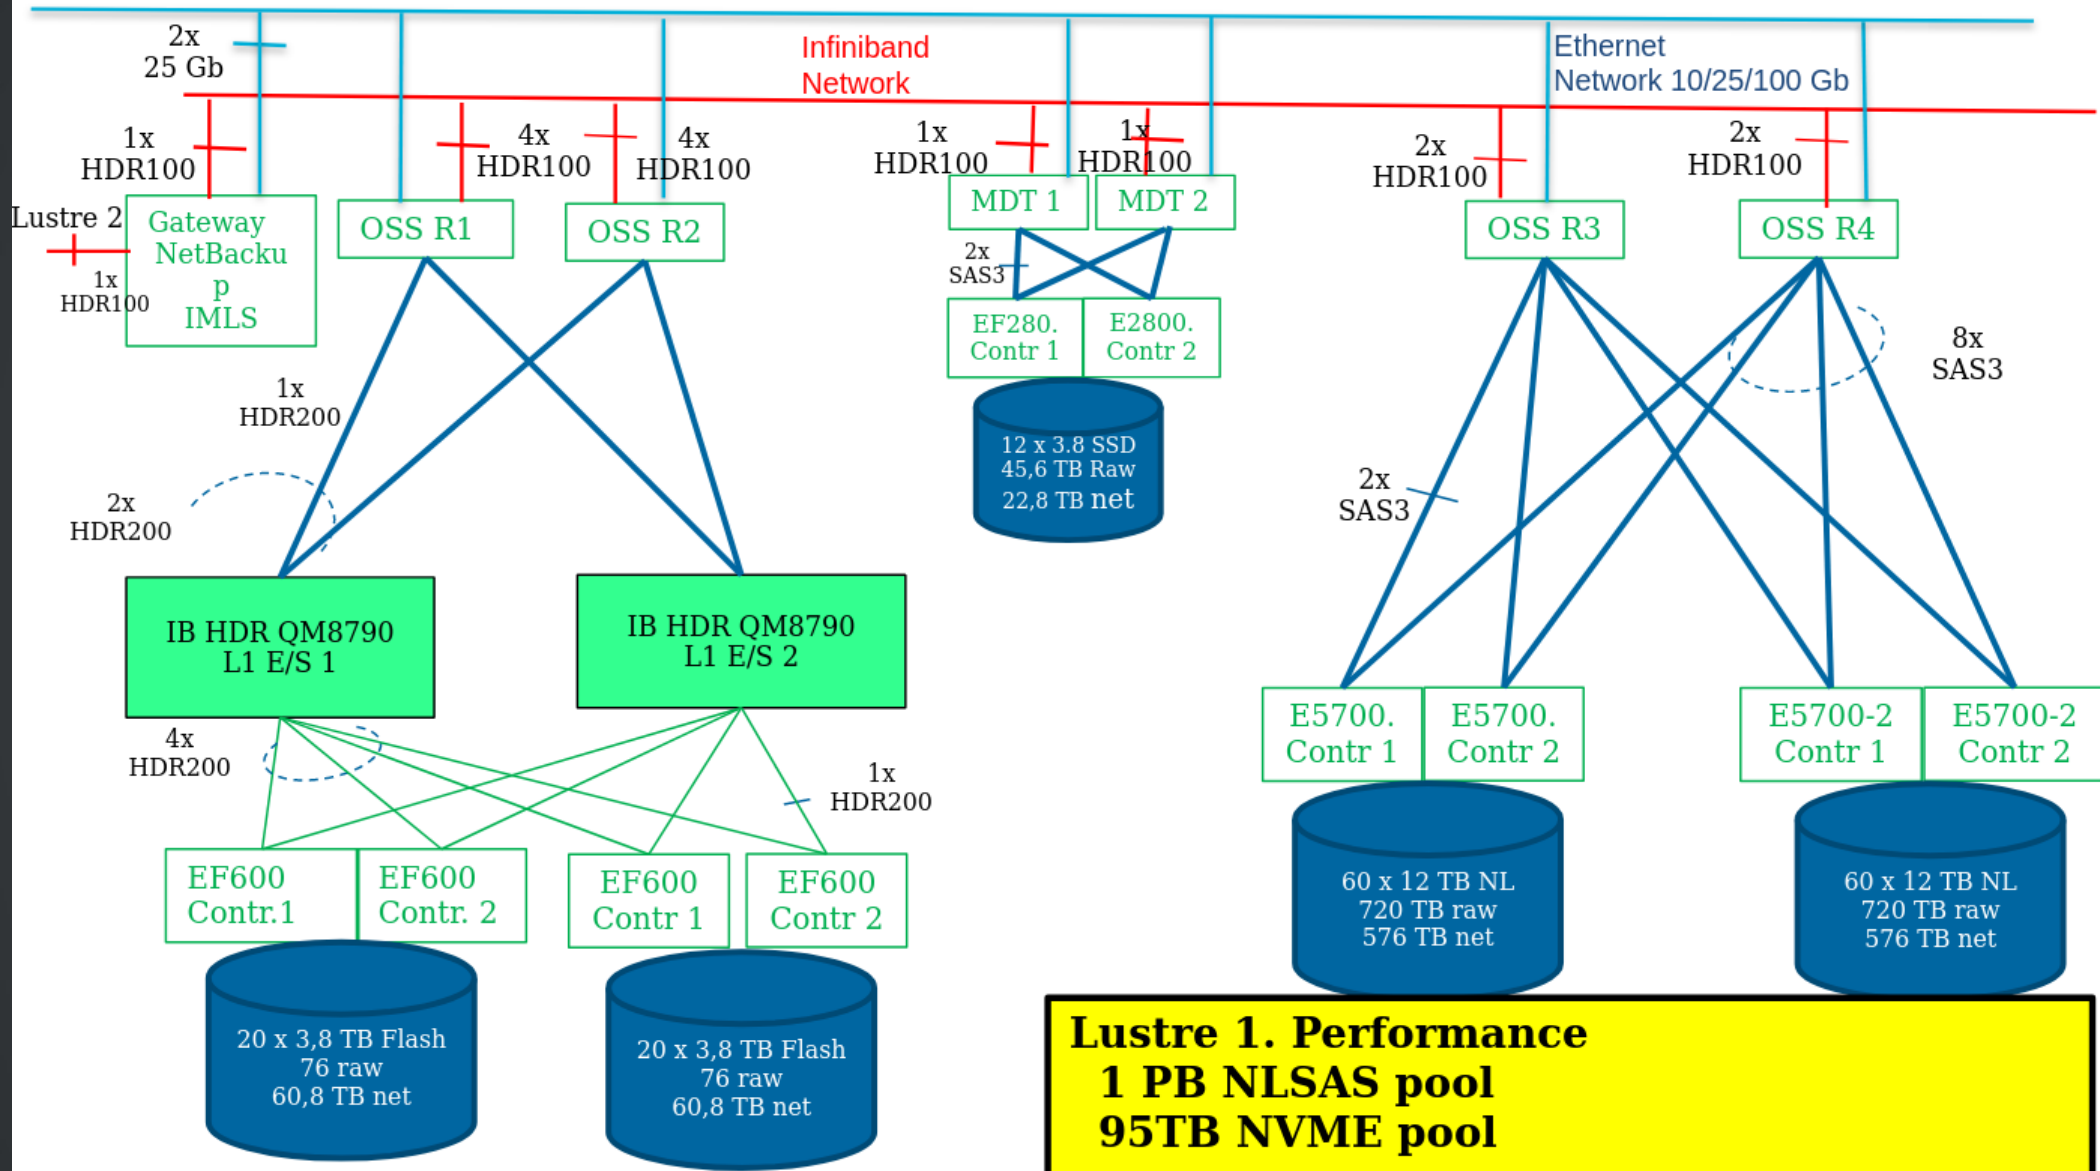 2x
25 Gb
Infiniband
Network
Ethernet
Network 10/25/100 Gb
1x
HDR100
4x
HDR100
4x
HDR100
1x
HDR100
1x
HDR100
2x
HDR100
2x
HDR100
Lustre 2
1x
HDR100
Gateway
NetBacku
p
IMLS
OSS R1
OSS R2
MDT 1
MDT 2
OSS R3
OSS R4
2x
SAS3
EF280.
Contr 1
E2800.
Contr 2
12 x 3.8 SSD
45,6 TB Raw
22,8 TB net
8x
SAS3
2x
SAS3
1x
HDR200
2x
HDR200
IB HDR QM8790
L1 E/S 1
IB HDR QM8790
L1 E/S 2
4x
HDR200
1x
HDR200
E5700.
Contr 1
E5700.
Contr 2
E5700-2
Contr 1
E5700-2
Contr 2
EF600
Contr.1
EF600
Contr. 2
EF600
Contr 1
EF600
Contr 2
60 x 12 TB NL
720 TB raw
576 TB net
60 x 12 TB NL
720 TB raw
576 TB net
20 x 3,8 TB Flash
76 raw
60,8 TB net
20 x 3,8 TB Flash
76 raw
60,8 TB net
Lustre 1. Performance
1 PB NLSAS pool
95TB NVME pool